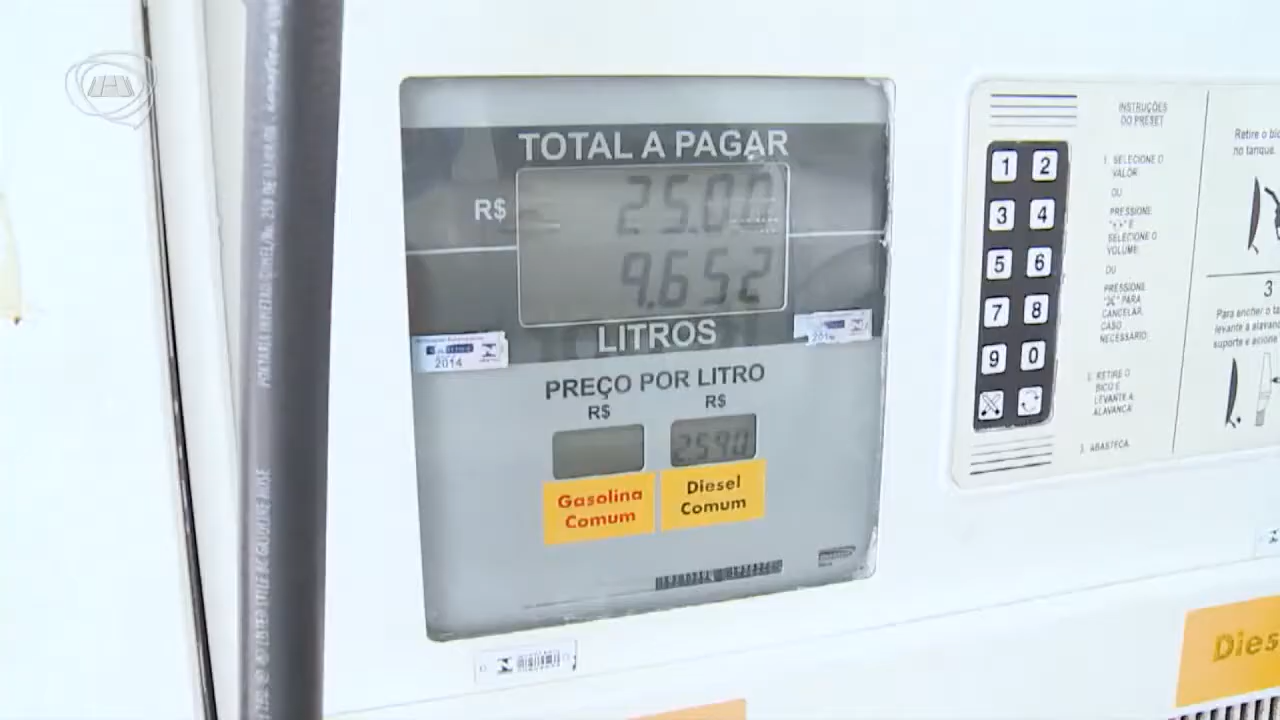 TOTAL A PAGAR
R$ 25.00
9.652
LITROS
2014
PREÇO POR LITRO
R$ R$
2.590
Gasolina
Comum
Diesel
Comum
INSTRUÇÕES
DO PRESET
1. SELECIONE O
VALOR
OU
PRESSIONE
SELECIONE O
VOLUME
OU
PRESSIONE
PARA
CANCELAR,
CASO
NECESSÁRIO.
RETIRE O
BICO E
LEVANTE A
ALAVANCA
3. ABASTECA.
1 2
3 4
5 6
7 8
9 0
Retire o
no tanque.
3
Para encher o
levante a
suporte e acione
Dies